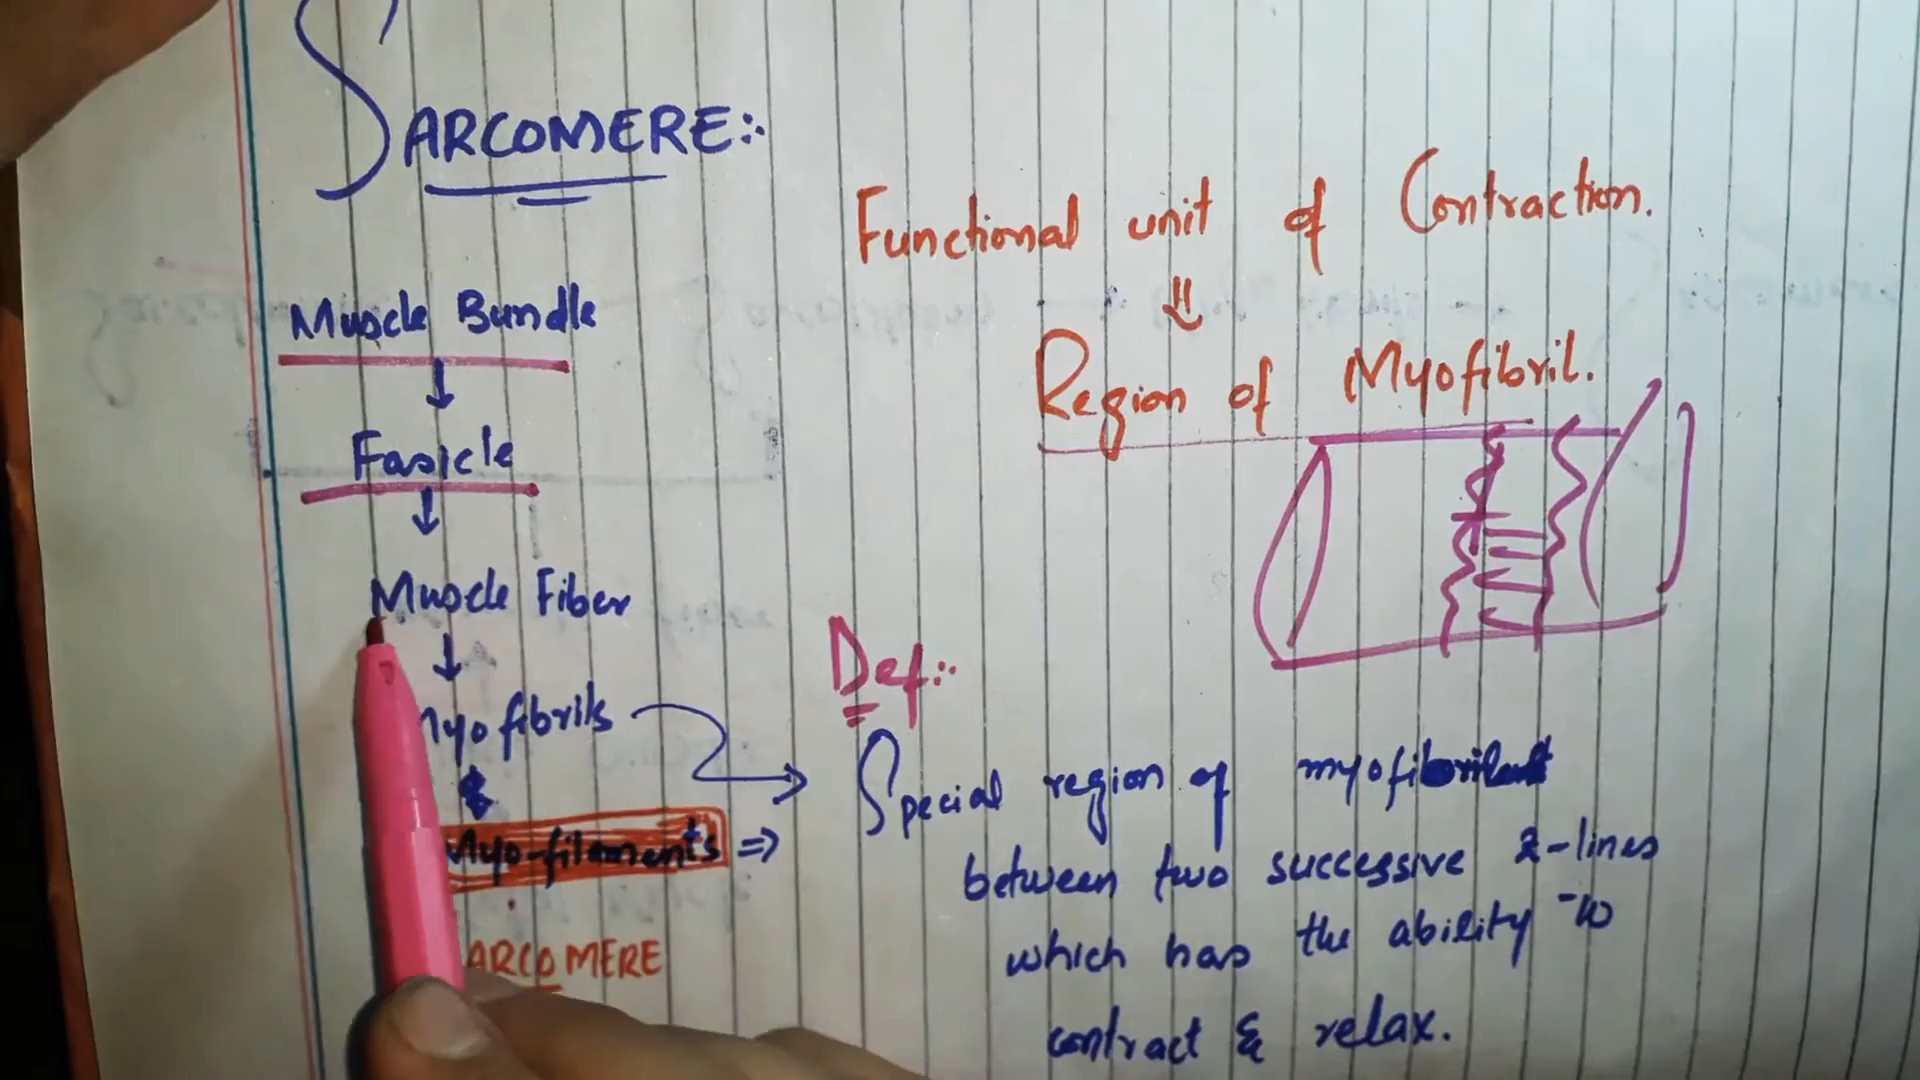 SARCOMERE:-
Muscle Bundle
↓
Fasicle
↓
Muscle Fiber
↓
Myofibrils
Myo-filaments ⇒
SARCOMERE
Functional unit of Contraction.
⇓
Region of Myofibril.
Def:-
Special region of myofibril
between two successive z-lines
which has the ability to
contract & relax.